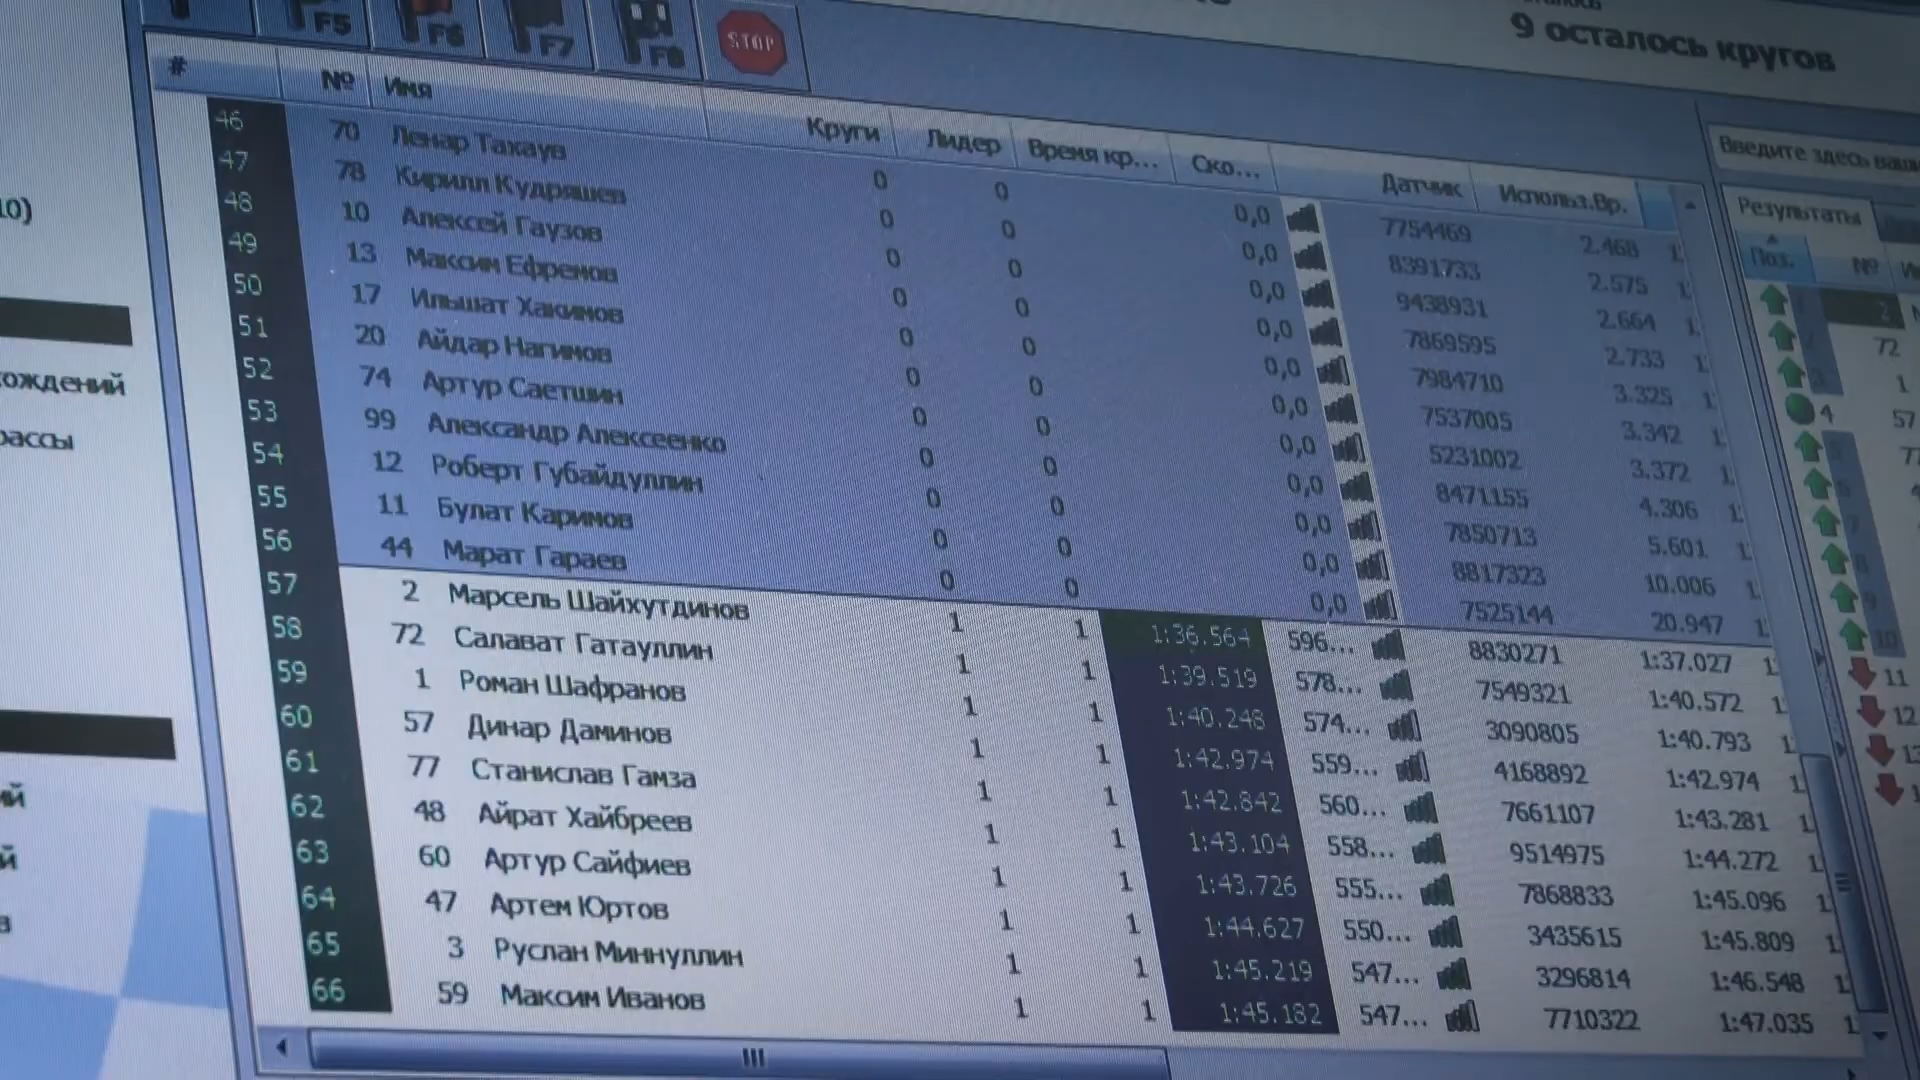 F5 F6 F7 F8 STOP
9 осталось кругов
# № Имя Круги Лидер Время кр... Ско... Датчик Использ.Вр.
46 70 Ленар Тахаув 0 0 0,0 7754469 2.468
47 78 Кирилл Кудряшев 0 0 0,0 8391733 2.575
48 10 Алексей Гаузов 0 0 0,0 9438931 2.664
49 13 Максим Ефремов 0 0 0,0 7869595 2.733
50 17 Ильшат Хакимов 0 0 0,0 7984710 3.325
51 20 Айдар Нагимов 0 0 0,0 7537005 3.342
52 74 Артур Саетшин 0 0 0,0 5231002 3.372
53 99 Александр Алексеенко 0 0 0,0 8471155 4.306
54 12 Роберт Губайдуллин 0 0 0,0 7850713 5.601
55 11 Булат Каримов 0 0 0,0 8817323 10.006
56 44 Марат Гараев 0 0 0,0 7525144 20.947
57 2 Марсель Шайхутдинов 1 1 1:36.564 596... 8830271 1:37.027
58 72 Салават Гатауллин 1 1 1:39.519 578... 7549321 1:40.572
59 1 Роман Шафранов 1 1 1:40.248 574... 3090805 1:40.793
60 57 Динар Даминов 1 1 1:42.974 559... 4168892 1:42.974
61 77 Станислав Гамза 1 1 1:42.842 560... 7661107 1:43.281
62 48 Айрат Хайбреев 1 1 1:43.104 558... 9514975 1:44.272
63 60 Артур Сайфиев 1 1 1:43.726 555... 7868833 1:45.096
64 47 Артем Юртов 1 1 1:44.627 550... 3435615 1:45.809
65 3 Руслан Миннуллин 1 1 1:45.219 547... 3296814 1:46.548
66 59 Максим Иванов 1 1 1:45.182 547... 7710322 1:47.035
Введите здесь ваш
Результаты
Поз. №
2
72
1
4 57
11
12